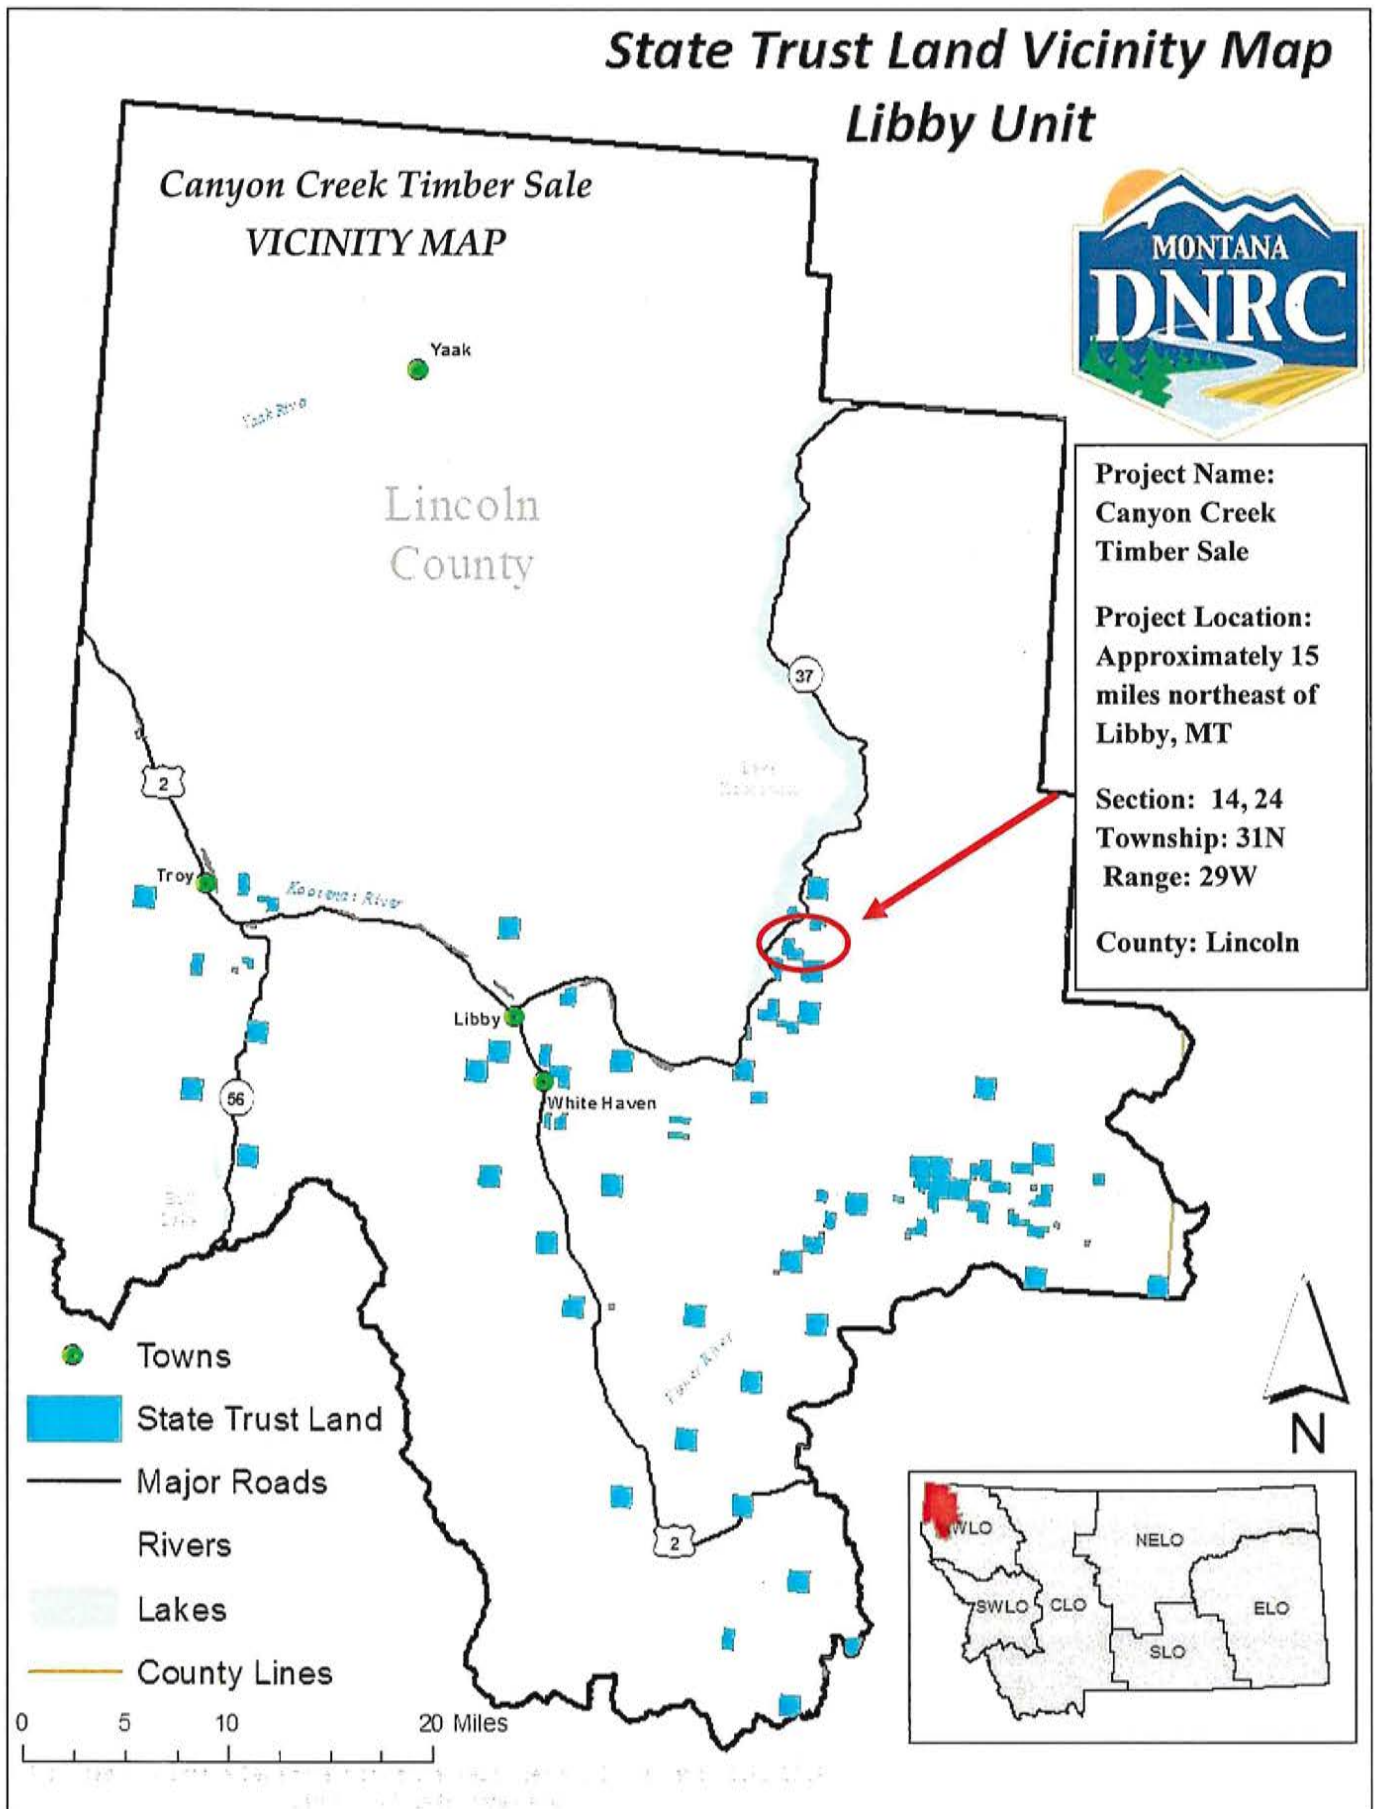 State Trust Land Vicinity Map
Libby Unit
Canyon Creek Timber Sale
VICINITY MAP
MONTANA
DNRC
Yaak
Lincoln
County
Project Name:
Canyon Creek
Timber Sale
Project Location:
Approximately 15
miles northeast of
Libby, MT
Section: 14, 24
Township: 31N
Range: 29W
County: Lincoln
37
2
Troy
Kootenai River
Libby
White Haven
56
2
Towns
State Trust Land
Major Roads
Rivers
Lakes
County Lines
0 5 10 20 Miles
N
WLO
NELO
SWLO
CLO
ELO
SLO